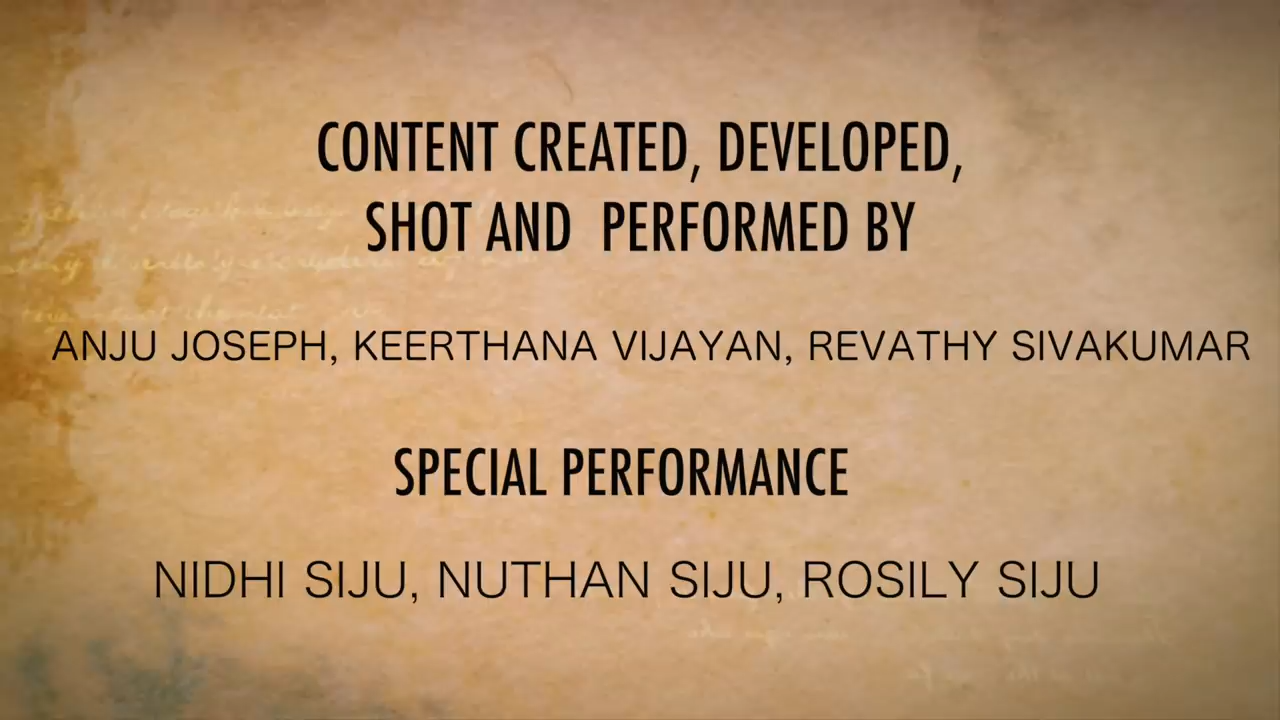 CONTENT CREATED, DEVELOPED,
SHOT AND PERFORMED BY
ANJU JOSEPH, KEERTHANA VIJAYAN, REVATHY SIVAKUMAR
SPECIAL PERFORMANCE
NIDHI SIJU, NUTHAN SIJU, ROSILY SIJU